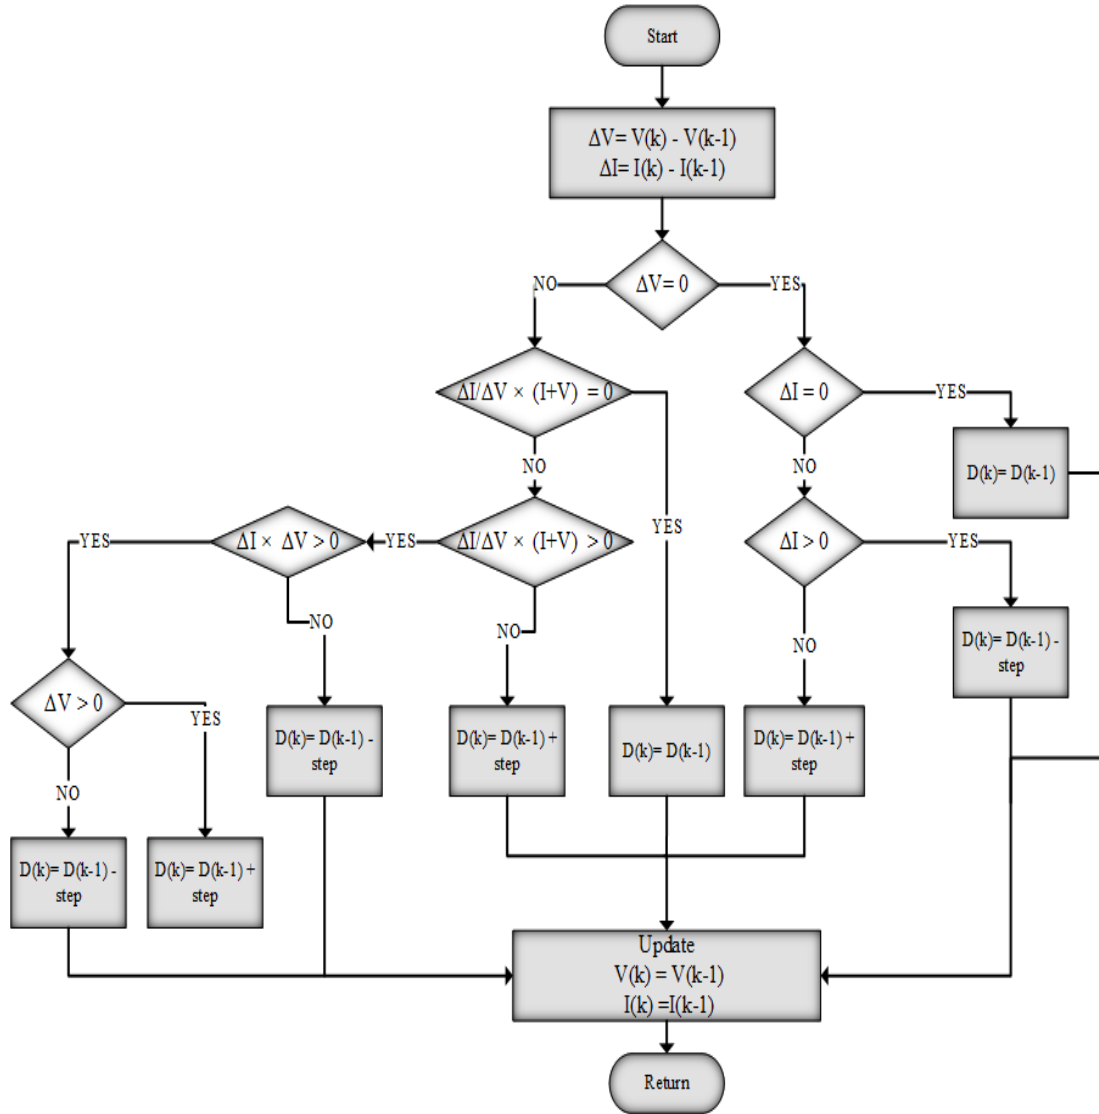 Start
ΔV= V(k) - V(k-1)
ΔI= I(k) - I(k-1)
ΔV= 0
NO
YES
ΔI/ΔV × (I+V) = 0
ΔI = 0
YES
NO
NO
D(k)= D(k-1)
YES
ΔI × ΔV > 0
YES
ΔI/ΔV × (I+V) > 0
YES
ΔI > 0
YES
NO
NO
NO
D(k)= D(k-1) -
step
ΔV > 0
YES
D(k)= D(k-1) -
step
D(k)= D(k-1) +
step
D(k)= D(k-1)
D(k)= D(k-1) +
step
NO
D(k)= D(k-1) -
step
D(k)= D(k-1) +
step
Update
V(k) = V(k-1)
I(k) =I(k-1)
Return